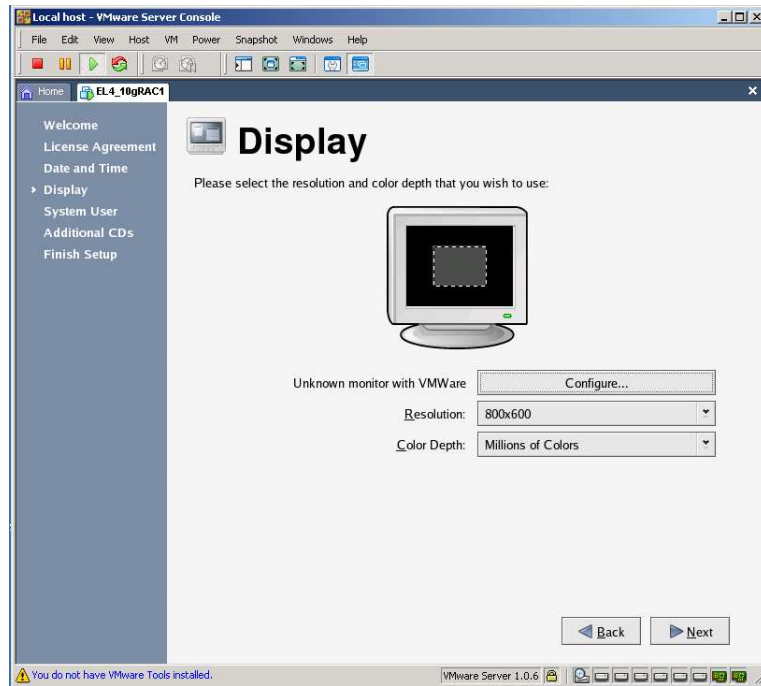 Local host - VMware Server Console
File Edit View Host VM Power Snapshot Windows Help
Home EL4_10gRAC1
Welcome
License Agreement
Date and Time
Display
System User
Additional CDs
Finish Setup
Display
Please select the resolution and color depth that you wish to use:
Unknown monitor with VMWare Configure...
Resolution: 800x600
Color Depth: Millions of Colors
Back Next
You do not have VMware Tools installed. VMware Server 1.0.6